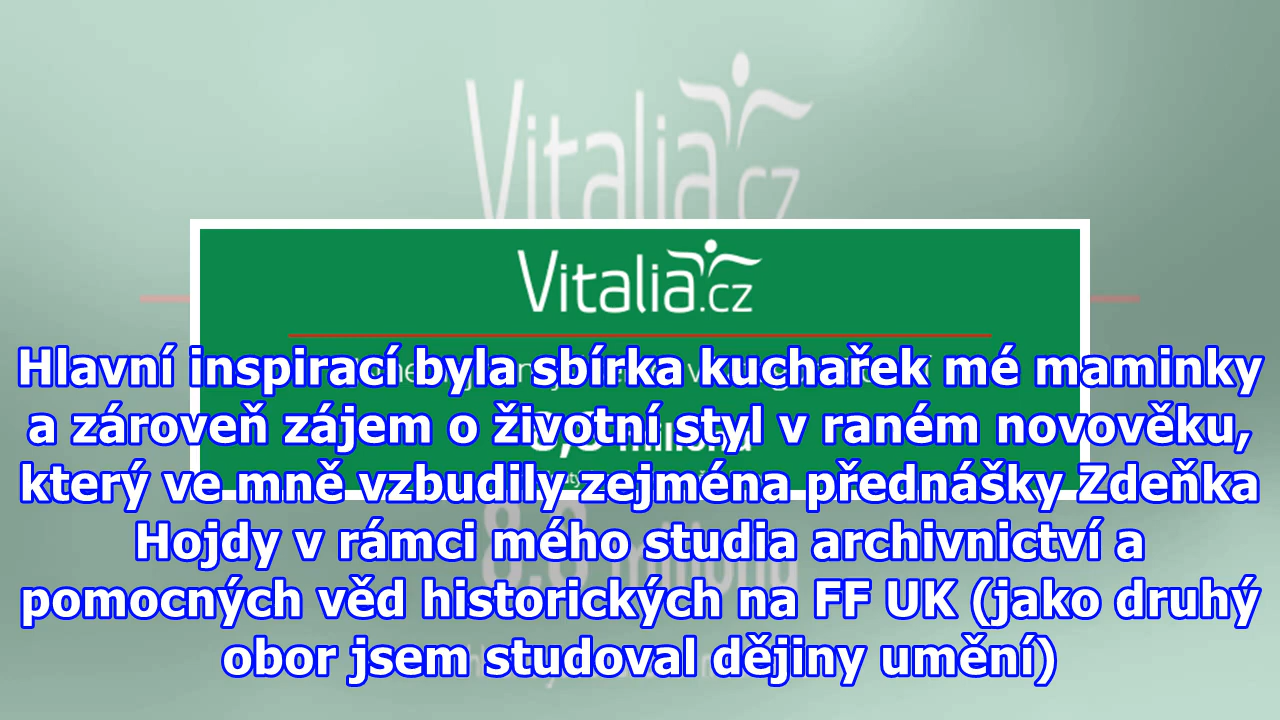 Vitalia.cz
Vitalia.cz
Hlavní inspirací byla sbírka kuchařek mé maminky
a zároveň zájem o životní styl v raném novověku,
který ve mně vzbudily zejména přednášky Zdeňka
Hojdy v rámci mého studia archivnictví a
pomocných věd historických na FF UK (jako druhý
obor jsem studoval dějiny umění)